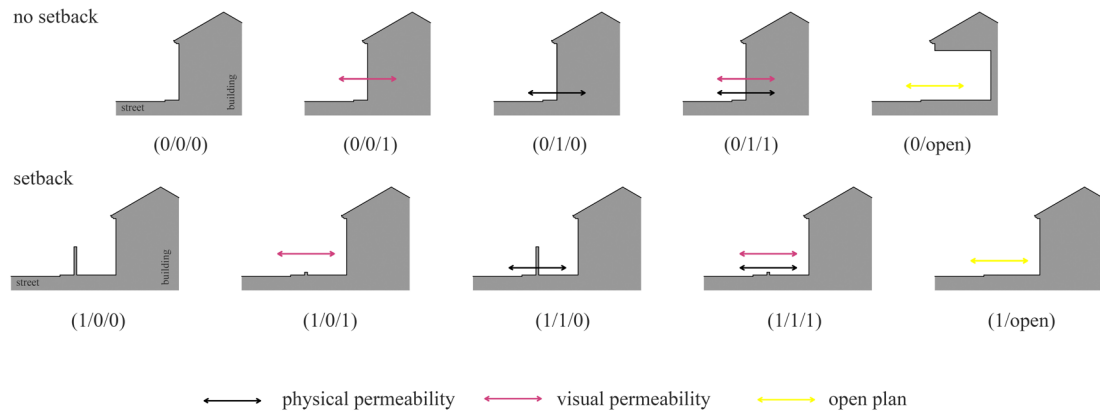 no setback
street
building
(0/0/0)
(0/0/1)
(0/1/0)
(0/1/1)
(0/open)
setback
street
building
(1/0/0)
(1/0/1)
(1/1/0)
(1/1/1)
(1/open)
physical permeability
visual permeability
open plan